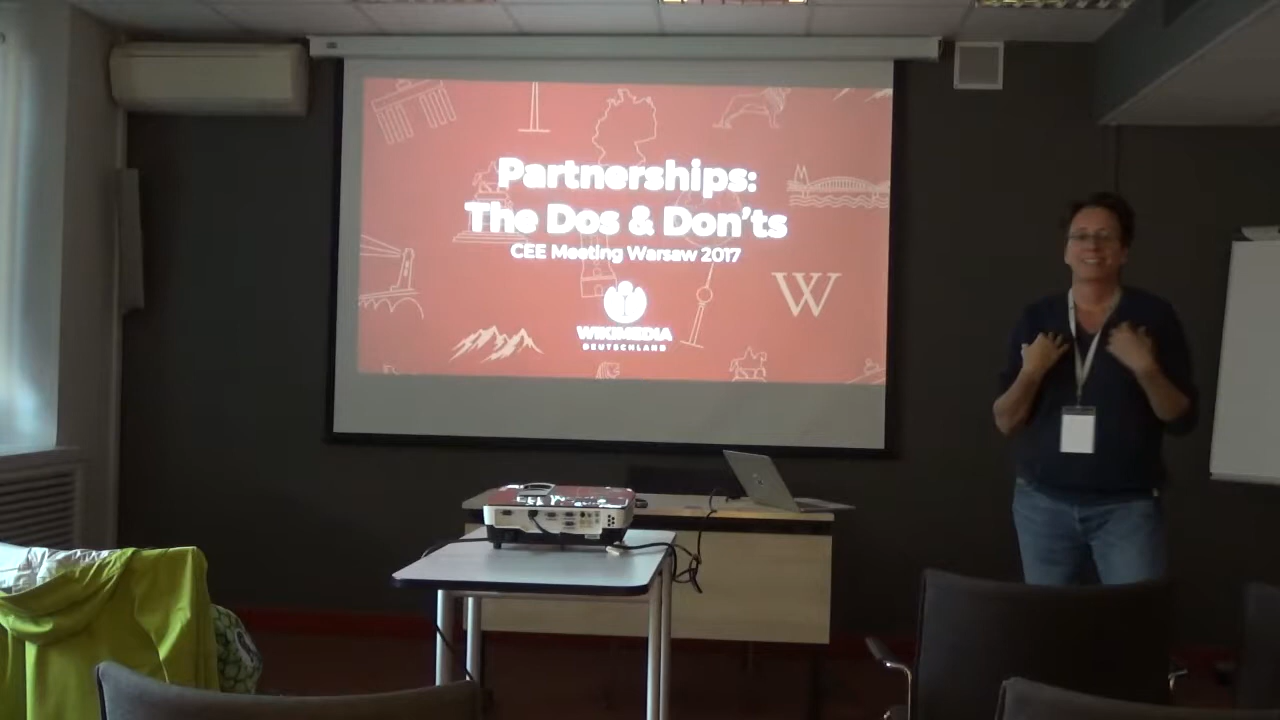 Partnerships:
The Dos & Don'ts
CEE Meeting Warsaw 2017
W
WIKIMEDIA
DEUTSCHLAND